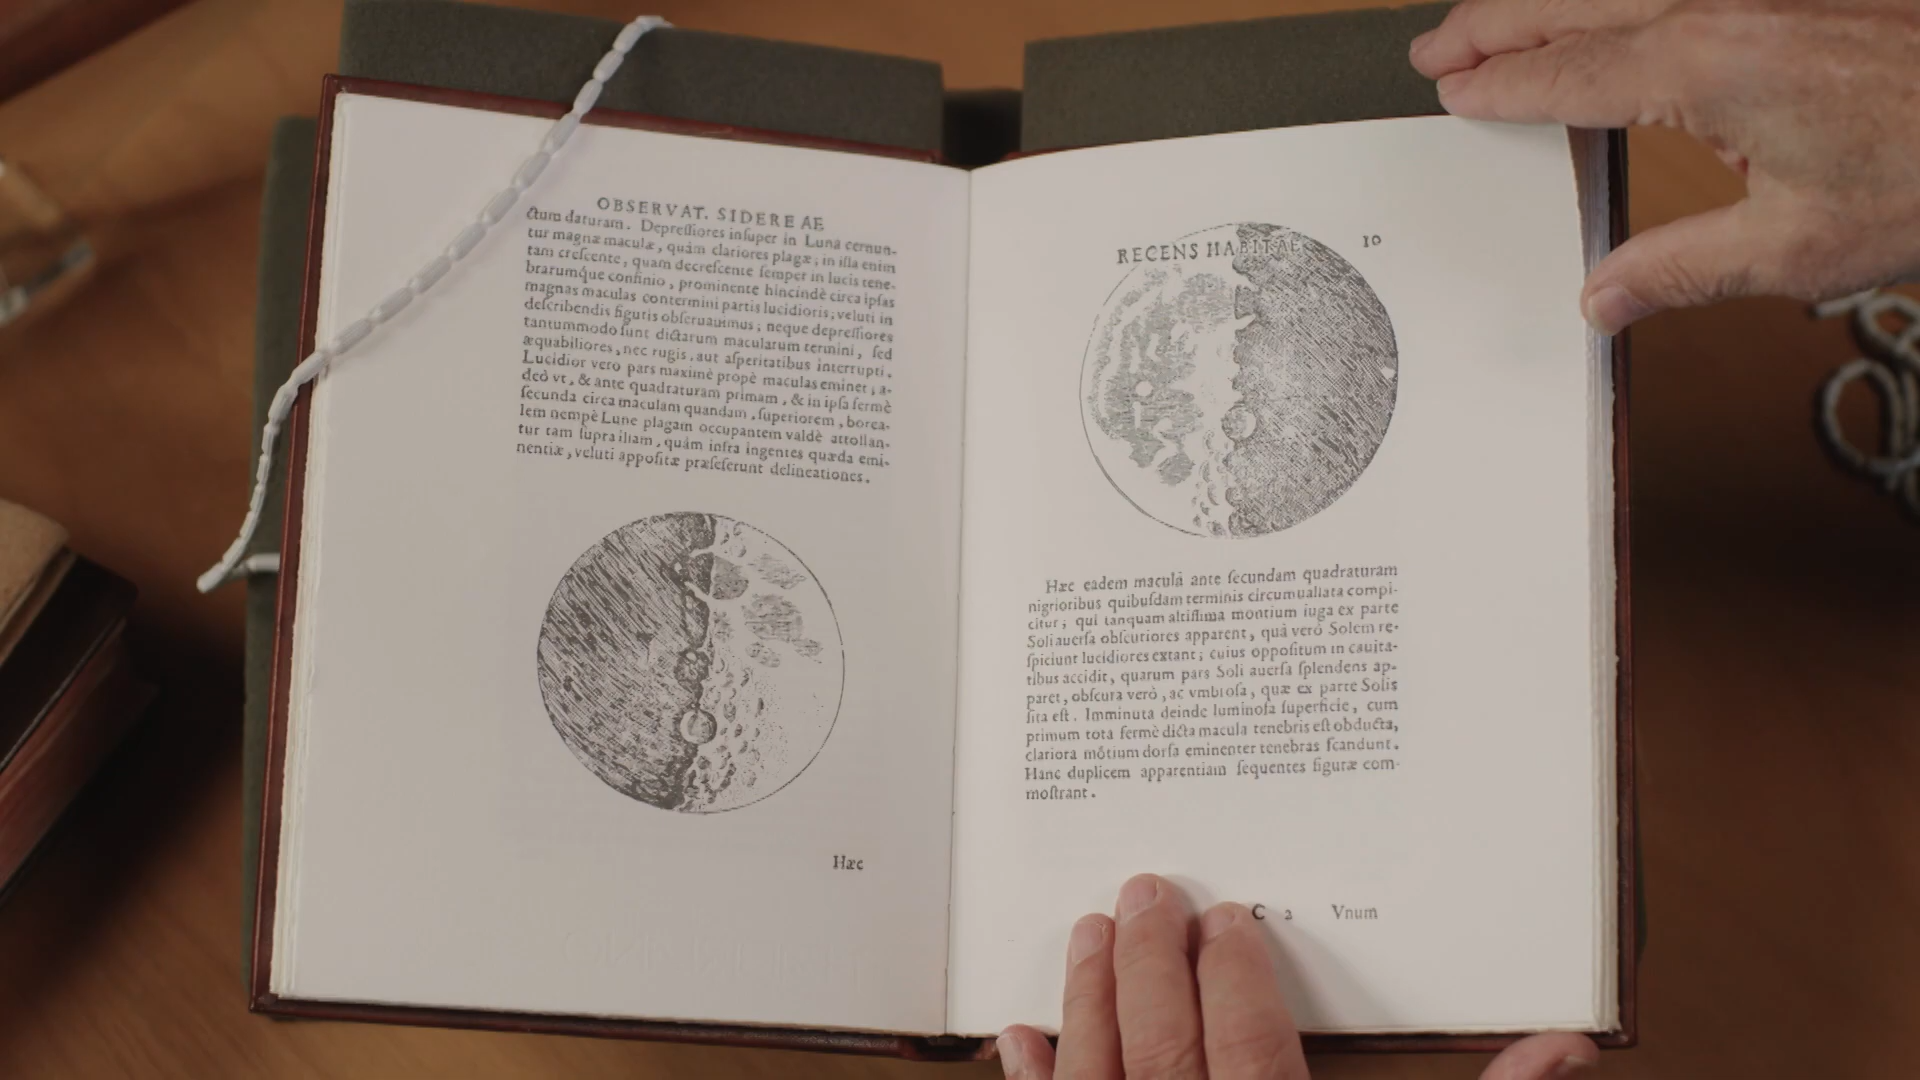 OBSERVAT. SIDEREAE
ctum daturam. Depreſſiores inſuper in Luna cernun-
tur magnæ maculæ, quàm clariores plagæ; in illa enim
tam creſcente, quam decreſcente ſemper in lucis tene-
brarumque confinio, prominente hincindè circa ipſas
magnas maculas contermini partis lucidioris; veluti in
deſcribendis figuris obſeruauimus; neque depreſſiores
tantummodo ſunt dictarum macularum termini, ſed
æquabiliores, nec rugis, aut aſperitatibus interrupti.
Lucidior vero pars maximè propè maculas eminet; a-
deò vt, & ante quadraturam primam, & in ipſa fermè
ſecunda circa maculam quandam, ſuperiorem, borea-
lem nempè Lune plagam occupantem valdè attollan-
tur tam ſupra illam, quàm infra ingentes quæda emi-
nentiæ, veluti appoſitæ præſeferunt delineationes.
Hæc
RECENS HABITAE 10
Hæc eadem macula ante ſecundam quadraturam
nigrioribus quibuſdam terminis circumuallata compi-
citur; qui tanquam altiſſima montium iuga ex parte
Soli auerſa obſcuriores apparent, quà verò Solem re-
ſpiciunt lucidiores extant; cuius oppoſitum in cauita-
tibus accidit, quarum pars Soli auerſa ſplendens ap-
paret, obſcura verò, ac vmbroſa, quæ ex parte Solis
ſita eſt. Imminuta deinde luminoſa ſuperficie, cum
primum tota fermè dicta macula tenebris eſt obducta,
clariora mõtium dorſa eminenter tenebras ſcandunt.
Hanc duplicem apparentiam ſequentes figuræ com-
moſtrant.
C 2 Vnum